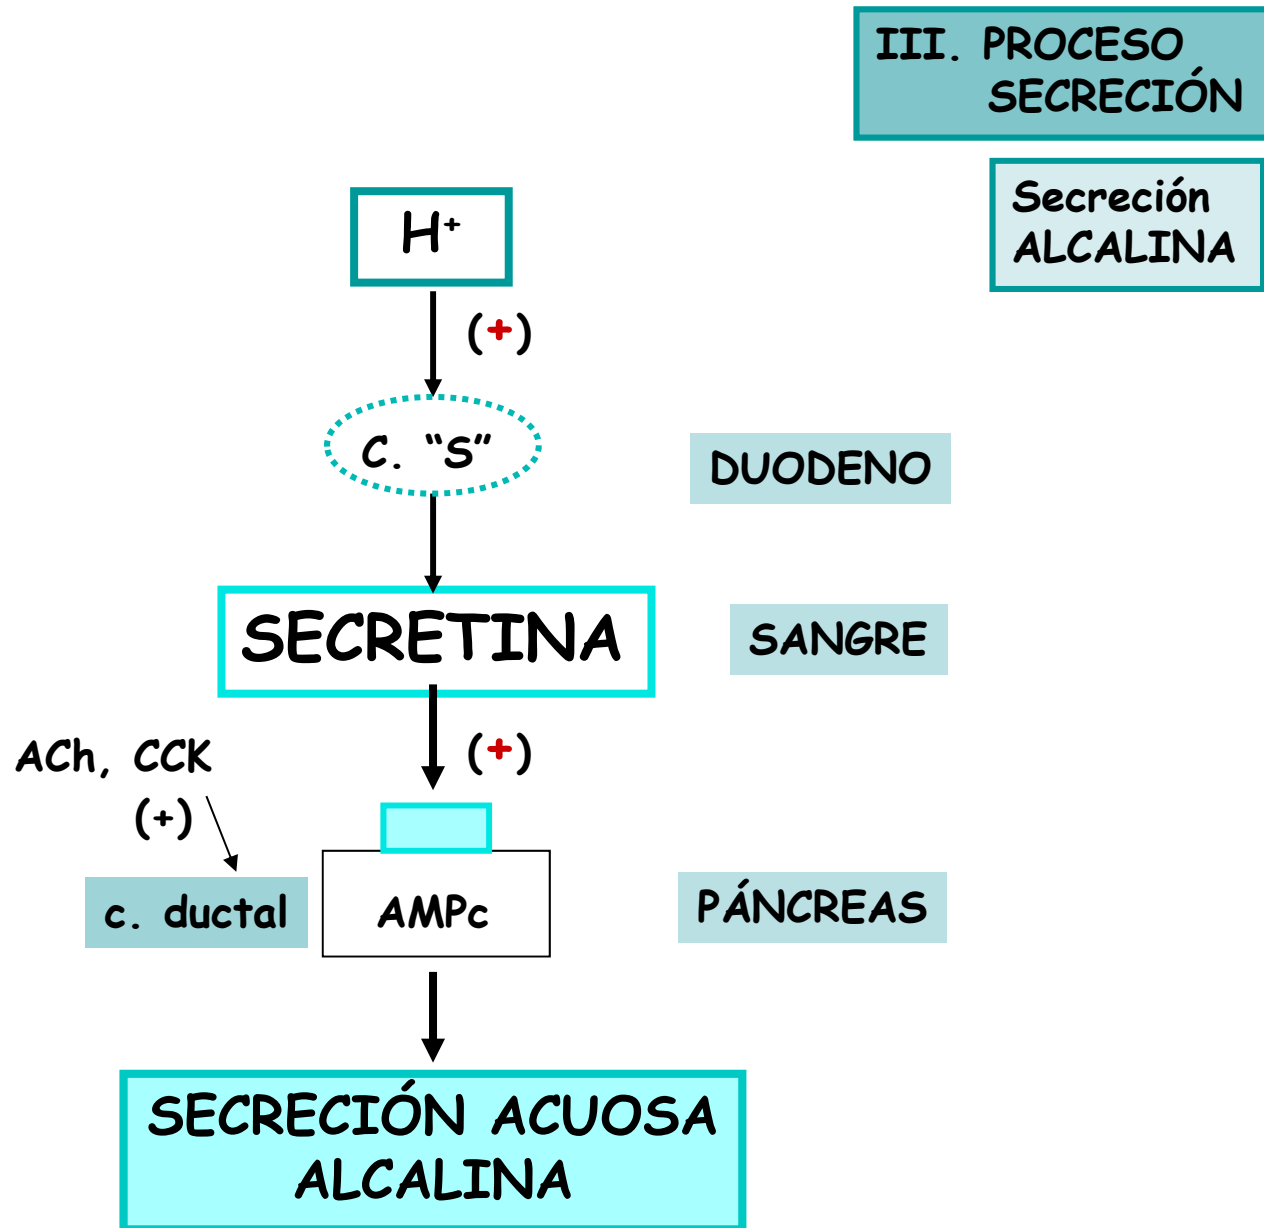 III. PROCESO
SECRECIÓN
Secreción
ALCALINA
H⁺
(+)
C. “S”
DUODENO
SECRETINA
SANGRE
(+)
ACh, CCK
(+)
c. ductal
AMPc
PÁNCREAS
SECRECIÓN ACUOSA
ALCALINA